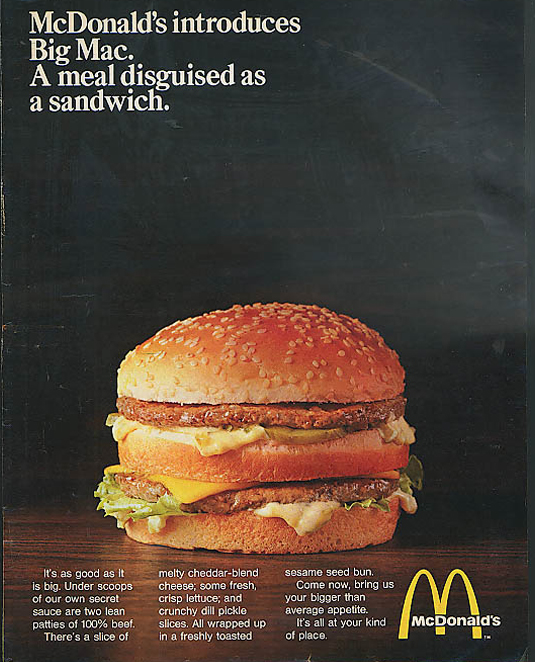 McDonald's introduces
Big Mac.
A meal disguised as
a sandwich.
It's as good as it
is big. Under scoops
of our own secret
sauce are two lean
patties of 100% beef.
There's a slice of
melty cheddar-blend
cheese; some fresh,
crisp lettuce; and
crunchy dill pickle
slices. All wrapped up
in a freshly toasted
sesame seed bun.
Come now, bring us
your bigger than
average appetite.
It's all at your kind
of place.
McDonald's
™